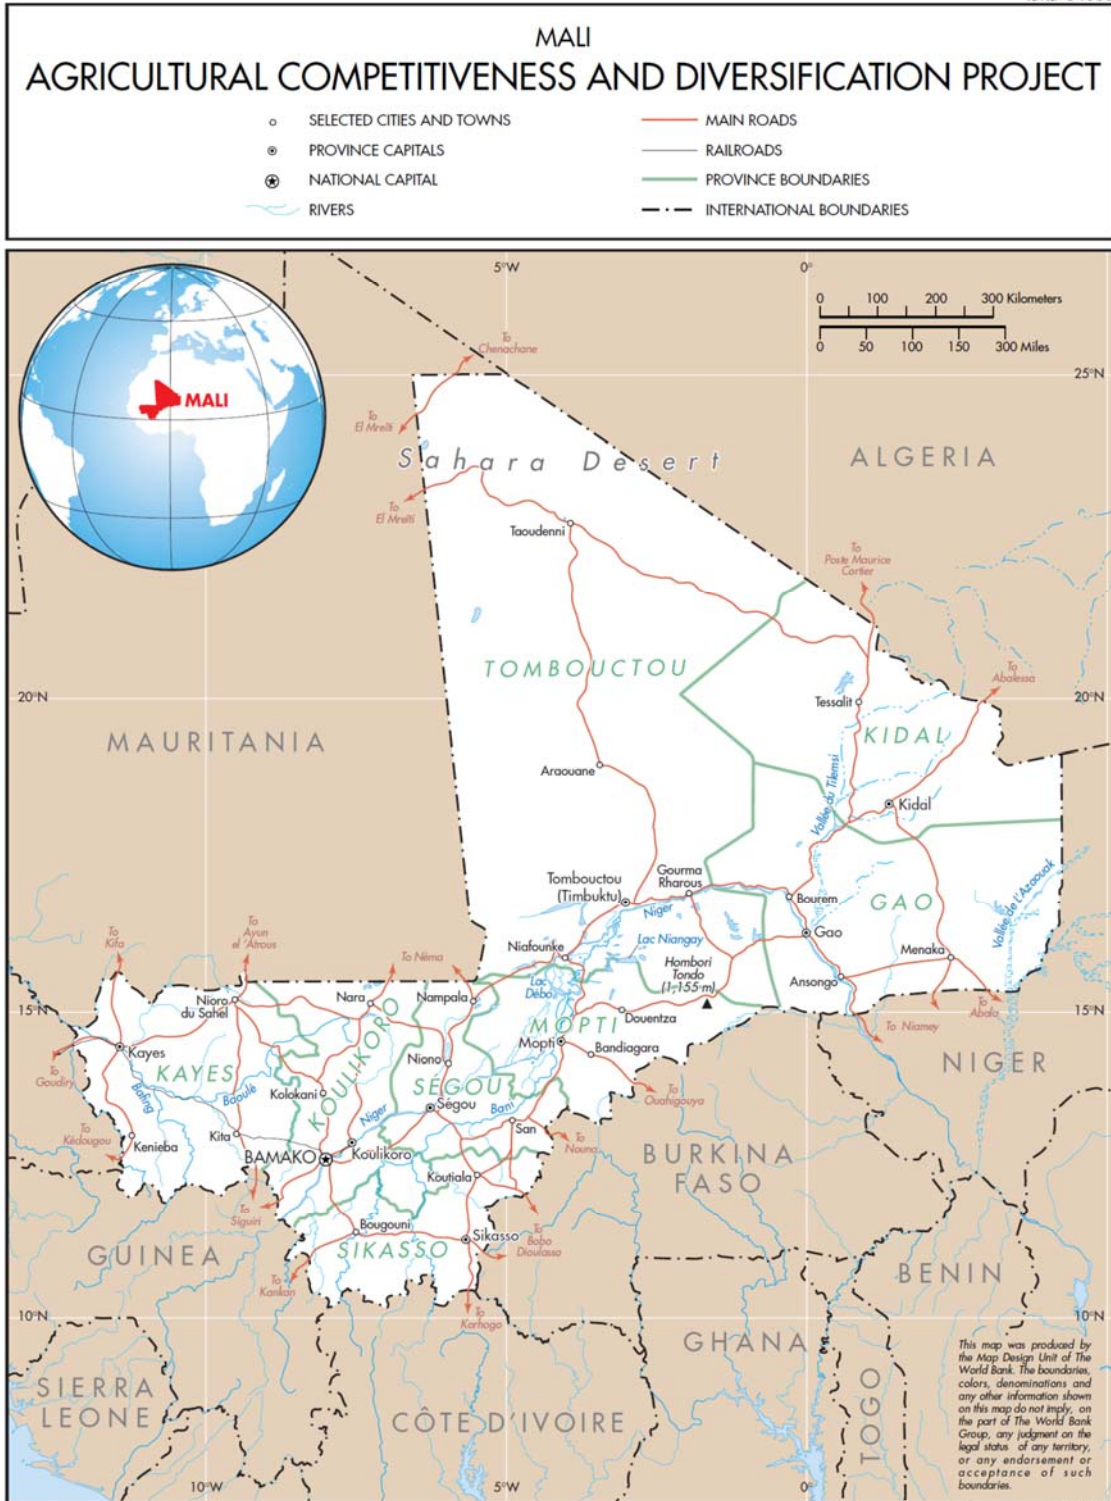 MALI
AGRICULTURAL COMPETITIVENESS AND DIVERSIFICATION PROJECT
SELECTED CITIES AND TOWNS
PROVINCE CAPITALS
NATIONAL CAPITAL
RIVERS
MAIN ROADS
RAILROADS
PROVINCE BOUNDARIES
INTERNATIONAL BOUNDARIES
5°W
0°
0 100 200 300 Kilometers
0 50 100 150 300 Miles
MALI
To
Chenachane
25°N
25°N
To
El Mreiti
Sahara Desert
ALGERIA
To
El Mreiti
Taoudenni
To
Poste Maurice
Cortier
TOMBOUCTOU
To
Abalessa
20°N
Tessalit
20°N
KIDAL
MAURITANIA
Araouane
Vallée du Tilemsi
Kidal
Tombouctou
(Timbuktu)
Gourma
Rharous
Niger
Bourem
GAO
Vallée de L'Azaouak
Gao
To
Kifa
To
Ayun
el 'Atrous
To Néma
Niafounke
Lac Niangay
Hombori
Tondo
(1,155 m)
Menaka
Ansongo
Lac
Débo
Nioro
du Sahel
Nara
Nampala
To
Abala
15°N
15°N
Douentza
MOPTI
To Niamey
Kayes
Mopti
Bandiagara
NIGER
To
Goudiry
KAYES
KOULIKORO
Niono
SÉGOU
Bafing
Baoulé
Kolokani
To
Ouahigouya
Niger
Ségou
Bani
To
Kédougou
Kenieba
Kita
San
BAMAKO
Koulikoro
To
Nouna
BURKINA
FASO
Koutiala
To
Siguiri
Bougouni
Sikasso
To
Bobo
Dioulasso
GUINEA
SIKASSO
BENIN
To
Kankan
To
Korhogo
10°N
10°N
GHANA
SIERRA
LEONE
CÔTE D'IVOIRE
TOGO
This map was produced by
the Map Design Unit of The
World Bank. The boundaries,
colors, denominations and
any other information shown
on this map do not imply, on
the part of The World Bank
Group, any judgment on the
legal status of any territory,
or any endorsement or
acceptance of such
boundaries.
10°W
5°W
0°